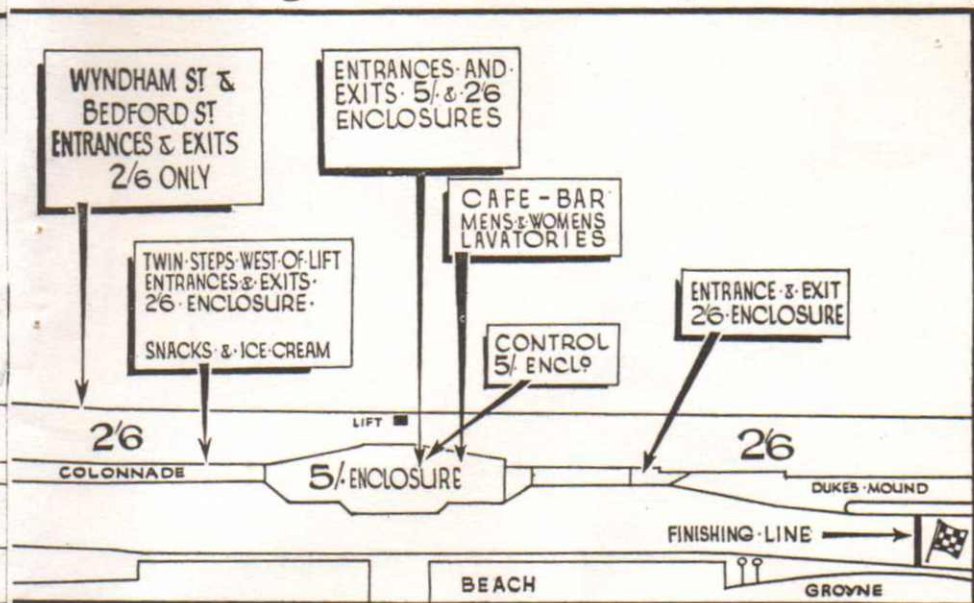 WYNDHAM ST &
BEDFORD ST
ENTRANCES & EXITS
2/6 ONLY
ENTRANCES·AND·
EXITS·5/·&·2'6
ENCLOSURES
CAFE-BAR
MENS·&·WOMENS
LAVATORIES
TWIN·STEPS·WEST·OF·LIFT
ENTRANCES·&·EXITS·
2'6·ENCLOSURE·
SNACKS·&·ICE·CREAM
ENTRANCE·&·EXIT
2'6·ENCLOSURE
CONTROL
5/· ENCLO
LIFT
2'6
2'6
COLONNADE
5/· ENCLOSURE
DUKES·MOUND
FINISHING·LINE
BEACH
GROYNE